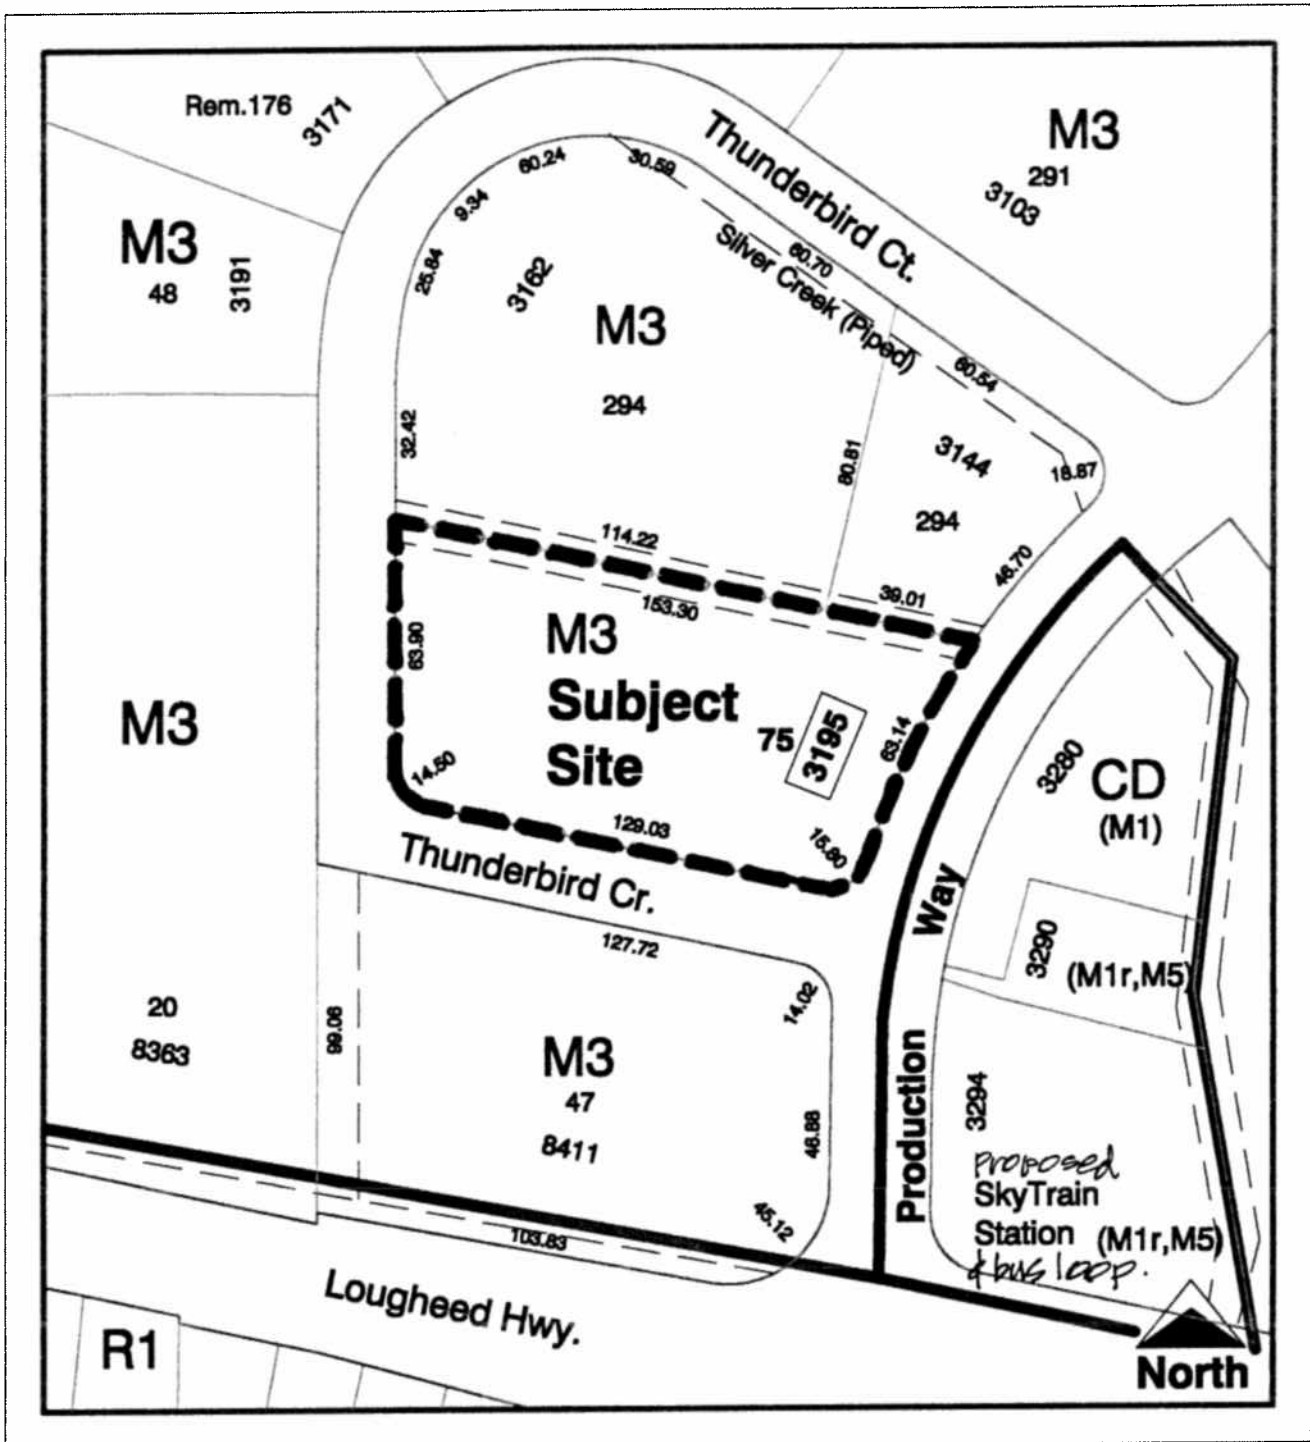 Rem.176
3171
M3
291
3103
Thunderbird Ct.
60.24
30.59
9.34
25.84
M3
48
3191
3162
Silver Creek (Piped)
60.70
M3
294
32.42
60.54
80.81
3144
18.87
294
46.70
114.22
153.30
39.01
63.90
M3
Subject
Site
75
3195
63.14
M3
14.50
129.03
15.80
3280
CD
(M1)
Thunderbird Cr.
127.72
Production Way
3290
(M1r,M5)
14.02
20
8363
99.06
M3
47
8411
46.88
45.12
3294
proposed
SkyTrain
Station (M1r,M5)
& bus loop.
103.83
Lougheed Hwy.
R1
North